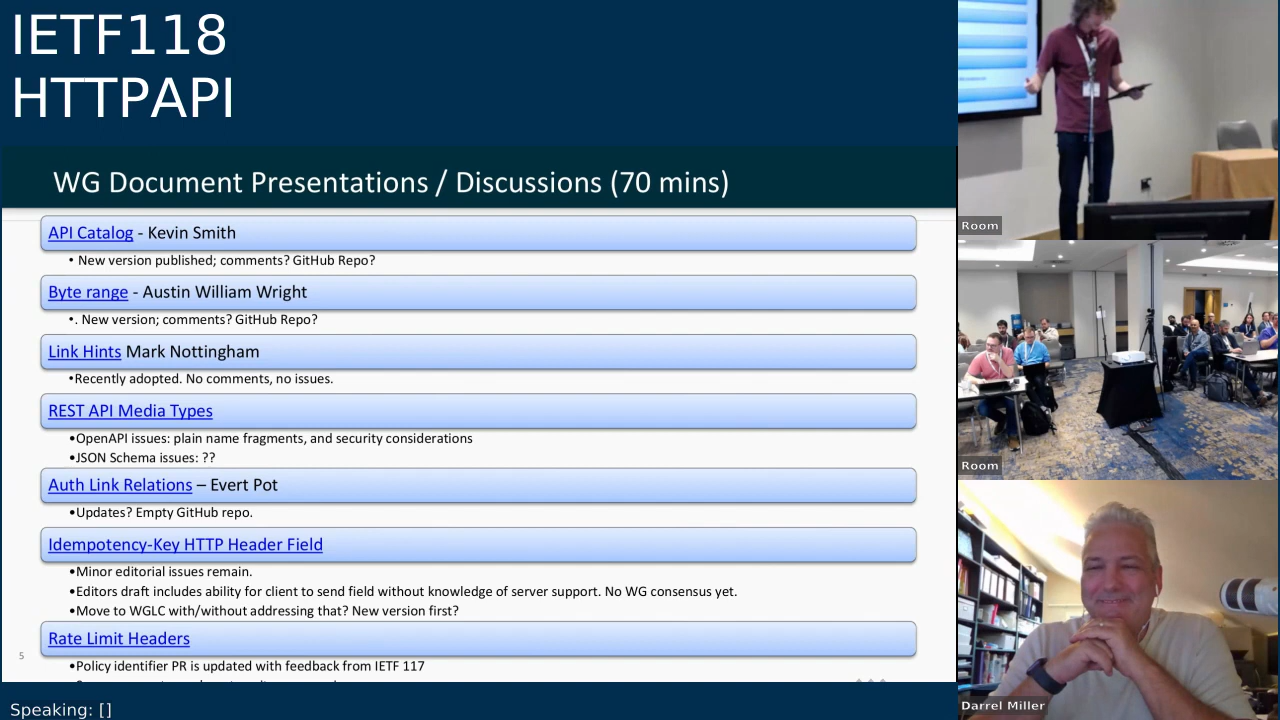 IETF118
HTTPAPI
WG Document Presentations / Discussions (70 mins)
API Catalog - Kevin Smith
• New version published; comments? GitHub Repo?
Byte range - Austin William Wright
•. New version; comments? GitHub Repo?
Link Hints Mark Nottingham
•Recently adopted. No comments, no issues.
REST API Media Types
•OpenAPI issues: plain name fragments, and security considerations
•JSON Schema issues: ??
Auth Link Relations – Evert Pot
•Updates? Empty GitHub repo.
Idempotency-Key HTTP Header Field
•Minor editorial issues remain.
•Editors draft includes ability for client to send field without knowledge of server support. No WG consensus yet.
•Move to WGLC with/without addressing that? New version first?
Rate Limit Headers
5
•Policy identifier PR is updated with feedback from IETF 117
Speaking: []
Room
Room
Darrel Miller